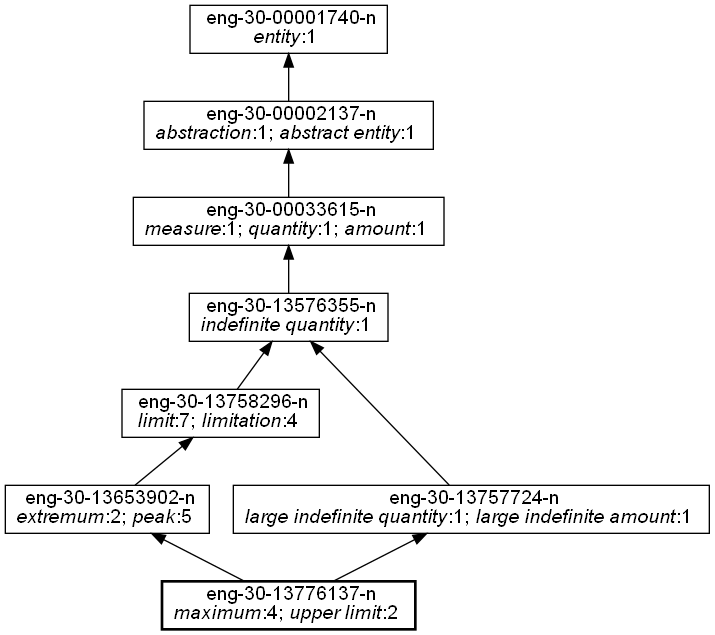 eng-30-00001740-n
entity:1
eng-30-00002137-n
abstraction:1; abstract entity:1
eng-30-00033615-n
measure:1; quantity:1; amount:1
eng-30-13576355-n
indefinite quantity:1
eng-30-13758296-n
limit:7; limitation:4
eng-30-13653902-n
extremum:2; peak:5
eng-30-13757724-n
large indefinite quantity:1; large indefinite amount:1
eng-30-13776137-n
maximum:4; upper limit:2